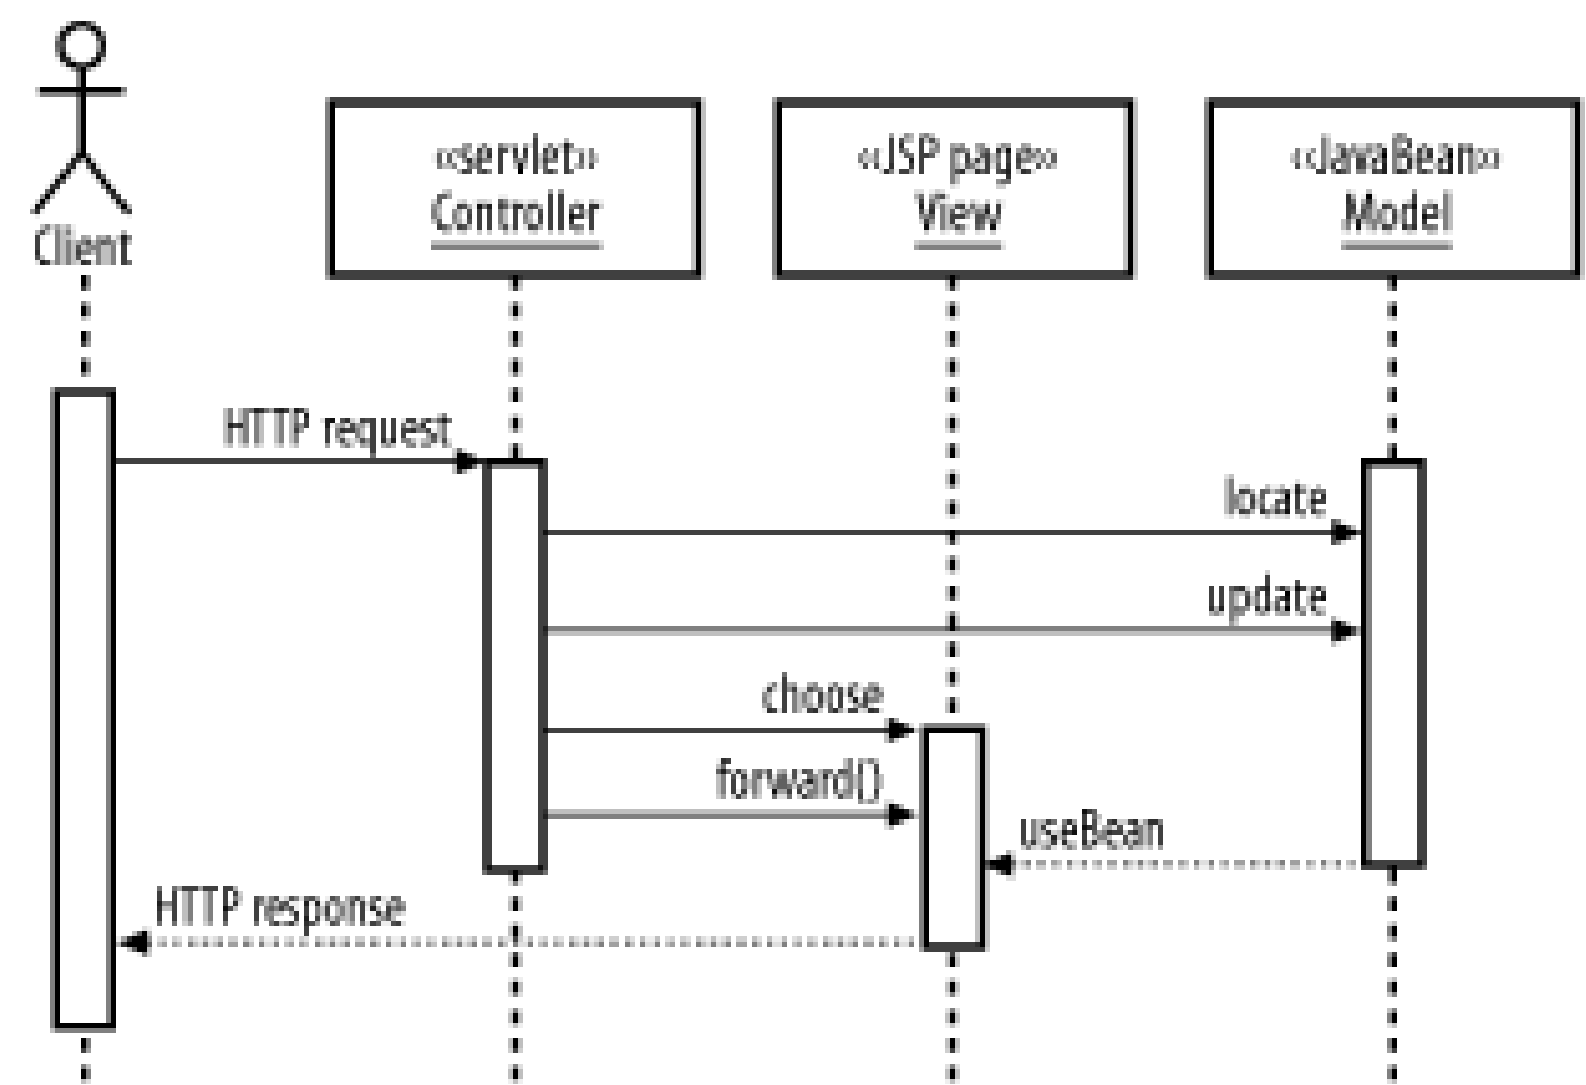 Client
«servlet»
Controller
«JSP page»
View
«JavaBean»
Model
HTTP request
locate
update
choose
forward()
useBean
HTTP response